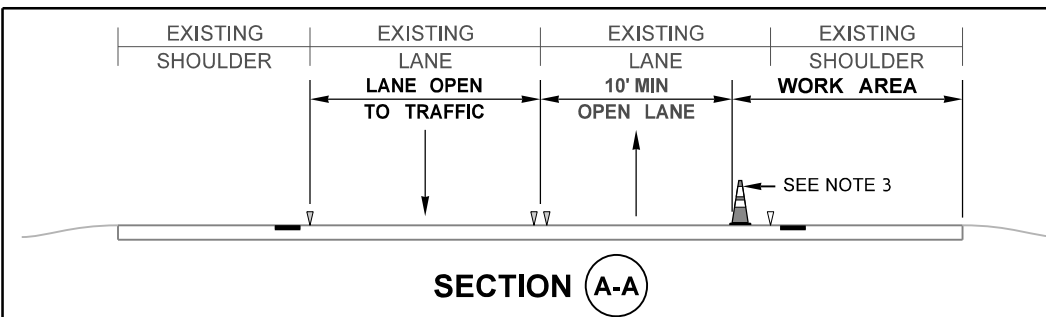 EXISTING EXISTING EXISTING EXISTING
SHOULDER LANE LANE SHOULDER
LANE OPEN 10' MIN WORK AREA
TO TRAFFIC OPEN LANE
SEE NOTE 3
SECTION A-A